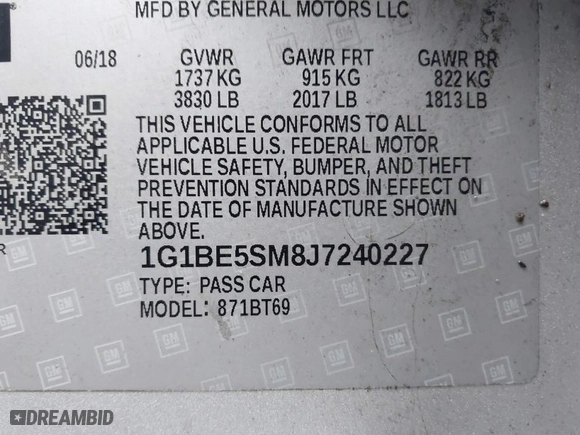 MFD BY GENERAL MOTORS LLC
06/18 GVWR GAWR FRT GAWR RR
1737 KG 915 KG 822 KG
3830 LB 2017 LB 1813 LB
THIS VEHICLE CONFORMS TO ALL
APPLICABLE U.S. FEDERAL MOTOR
VEHICLE SAFETY, BUMPER, AND THEFT
PREVENTION STANDARDS IN EFFECT ON
THE DATE OF MANUFACTURE SHOWN
ABOVE.
R
1G1BE5SM8J7240227
TYPE: PASS CAR
MODEL: 871BT69
GM
DREAMBID